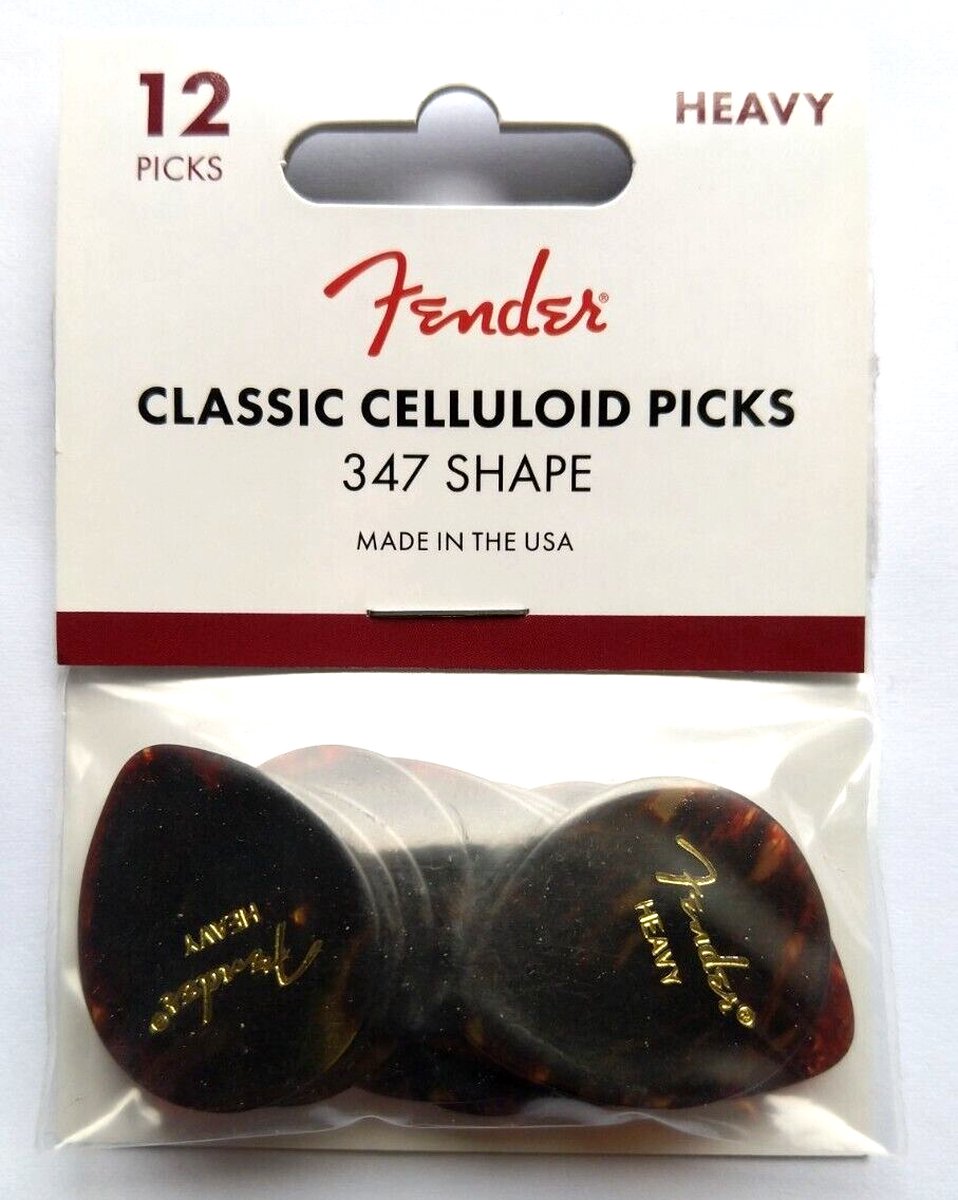 12
PICKS
HEAVY
Fender®
CLASSIC CELLULOID PICKS
347 SHAPE
MADE IN THE USA
Fender®
HEAVY
Fender®
HEAVY